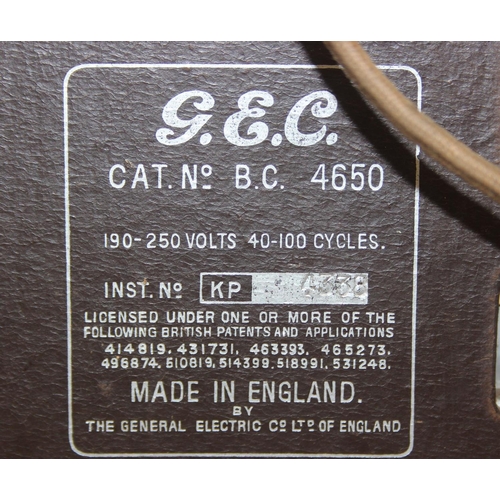 G.E.C.
CAT. Nº B.C. 4650
190-250 VOLTS 40-100 CYCLES.
INST. Nº KP
LICENSED UNDER ONE OR MORE OF THE
FOLLOWING BRITISH PATENTS AND APPLICATIONS
414819, 431731, 463393, 465273,
496874, 510819, 514399, 518991, 531248,
MADE IN ENGLAND.
BY
THE GENERAL ELECTRIC Cº LTD OF ENGLAND